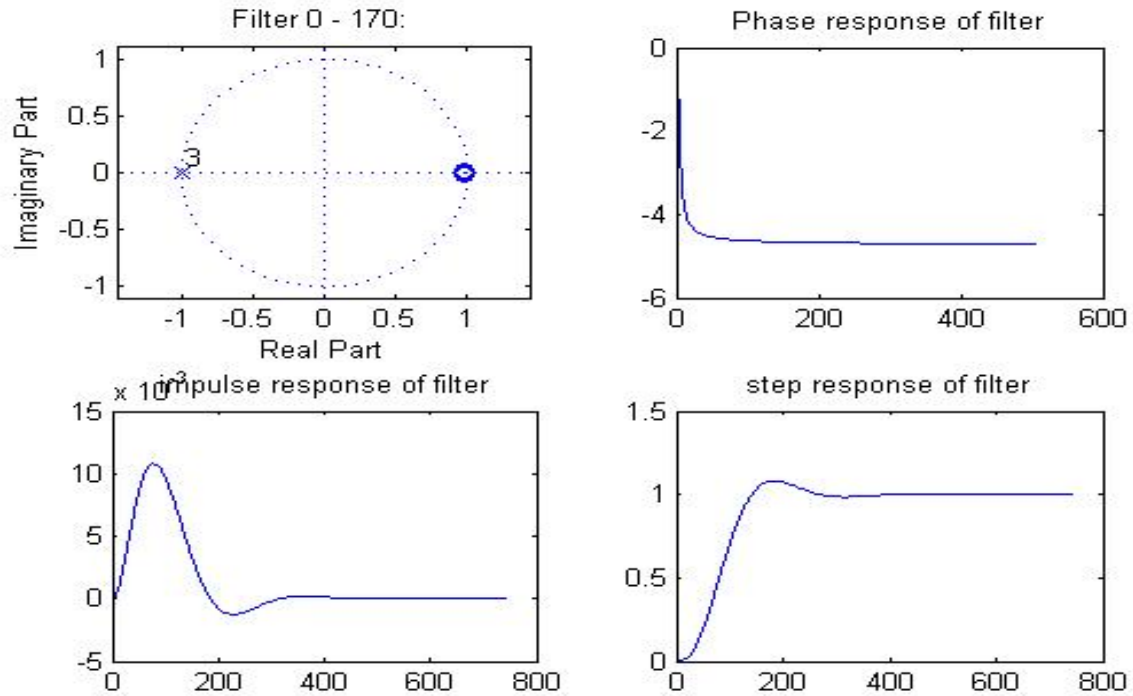 Filter 0 - 170:
Imaginary Part
1
0.5
0
-0.5
-1
3
-1 -0.5 0 0.5 1
Real Part
Phase response of filter
0
-2
-4
-6
0 200 400 600
x 10^-3
impulse response of filter
15
10
5
0
-5
0 200 400 600 800
step response of filter
1.5
1
0.5
0
0 200 400 600 800